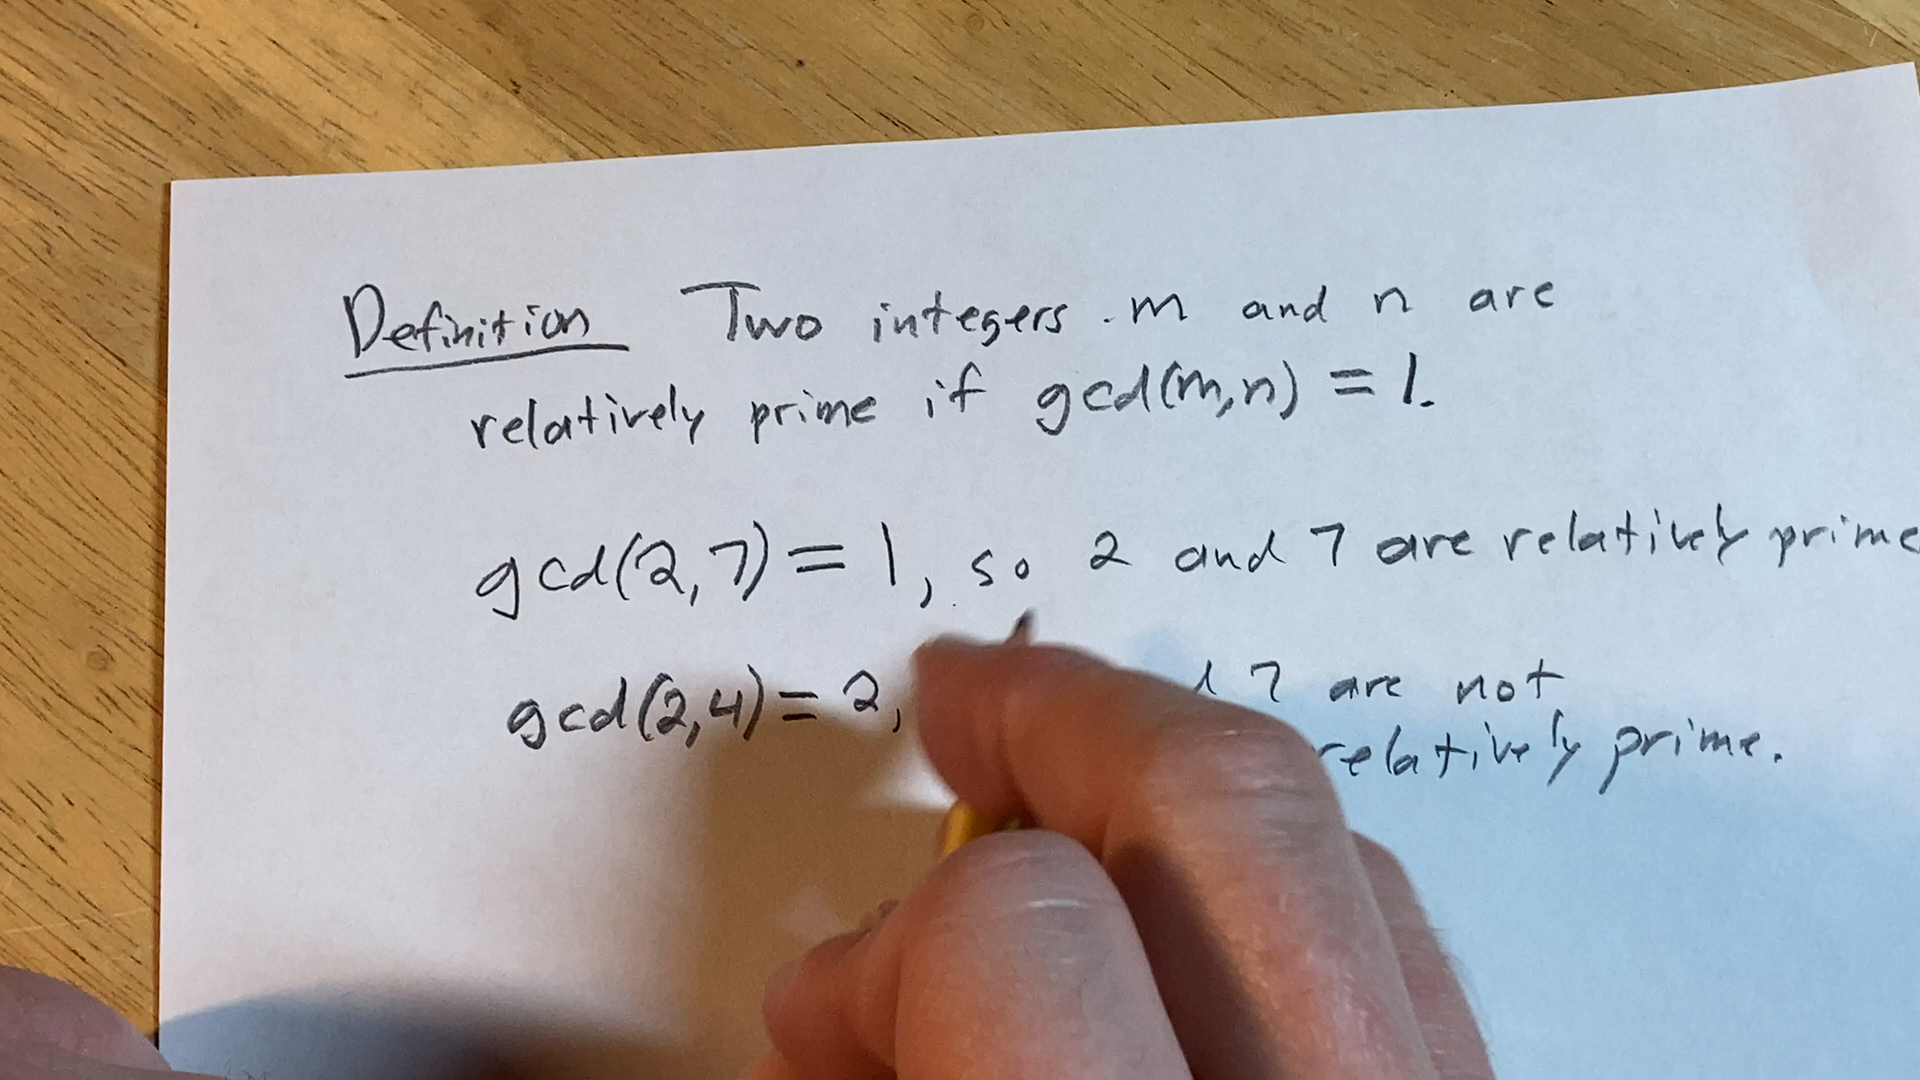 Definition Two integers m and n are
relatively prime if gcd(m,n) = 1.
gcd(2,7) = 1, so 2 and 7 are relatively prime
gcd(2,4) = 2, 7 are not
relatively prime.